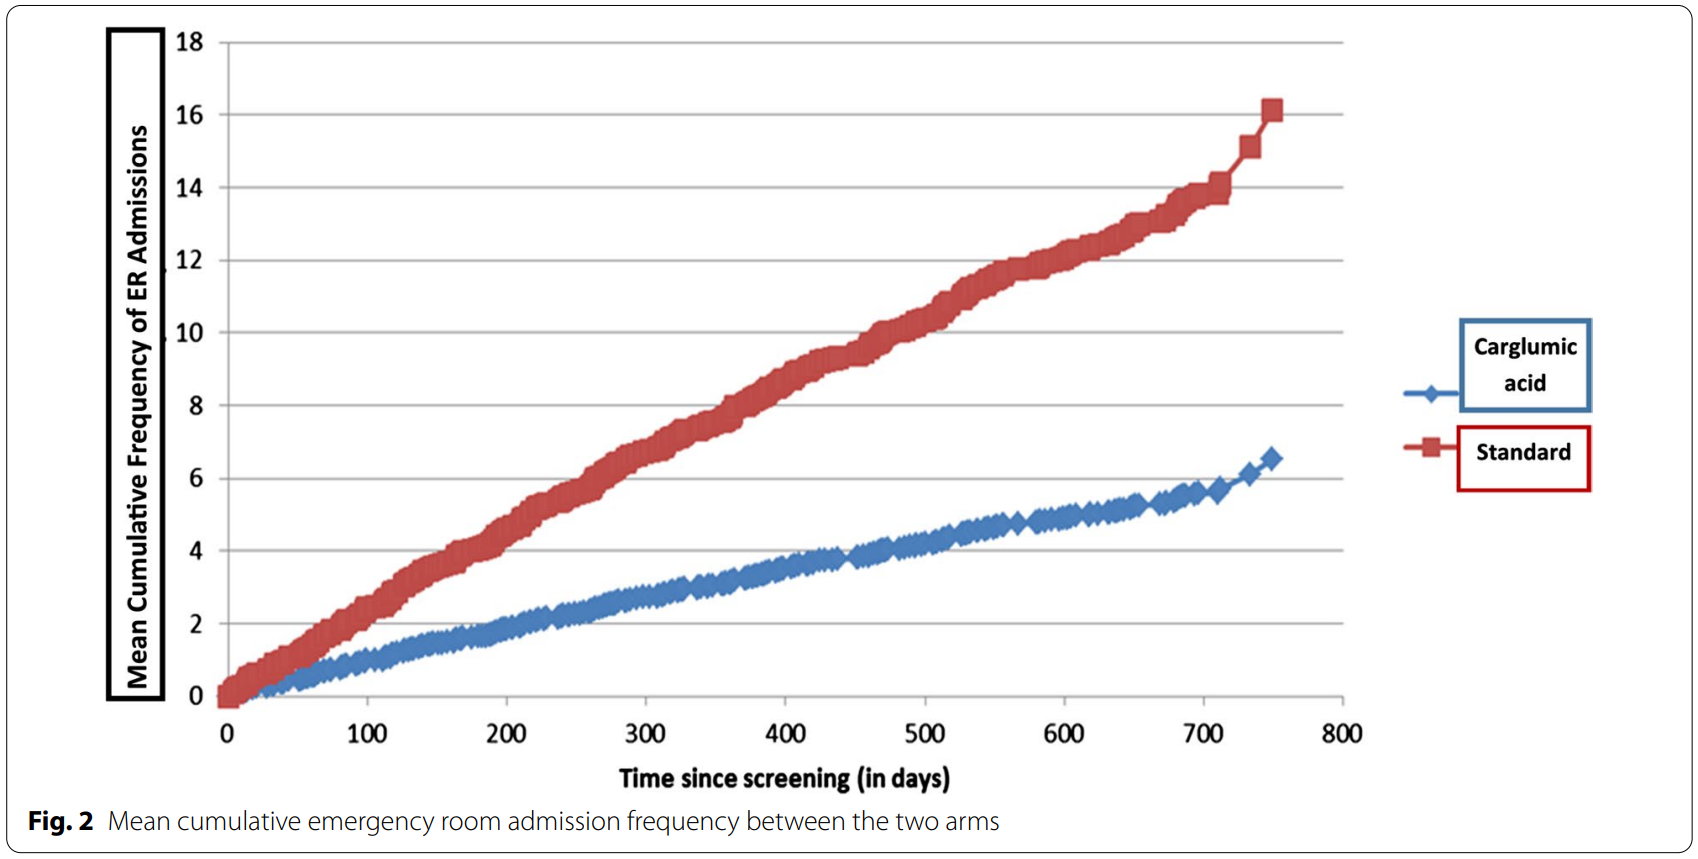 Mean Cumulative Frequency of ER Admissions
18
16
14
12
10
8
6
4
2
0
0 100 200 300 400 500 600 700 800
Time since screening (in days)
Carglumic
acid
Standard
Fig. 2 Mean cumulative emergency room admission frequency between the two arms